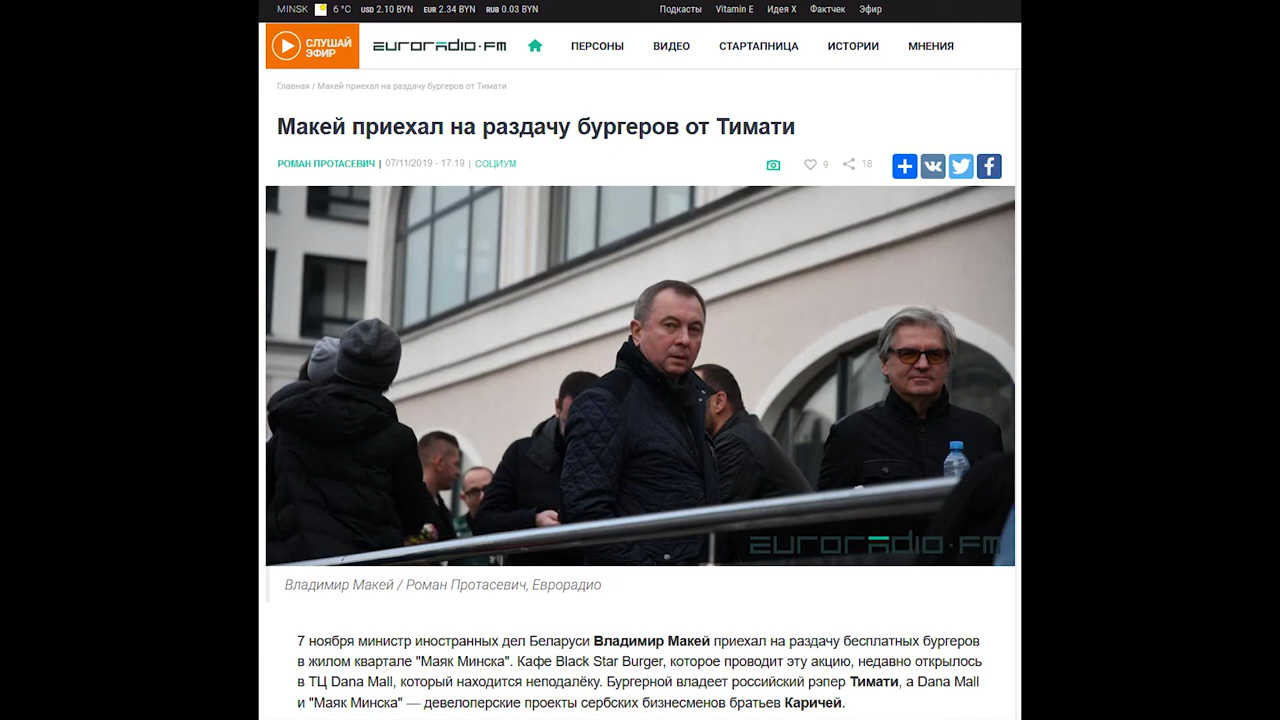 MINSK 6 °C USD 2.10 BYN EUR 2.34 BYN RUB 0.03 BYN Подкасты Vitamin E Идея X Фактчек Эфир
СЛУШАЙ
ЭФИР
EURORADIO·FM ПЕРСОНЫ ВИДЕО СТАРТАПНИЦА ИСТОРИИ МНЕНИЯ
Главная / Макей приехал на раздачу бургеров от Тимати
Макей приехал на раздачу бургеров от Тимати
РОМАН ПРОТАСЕВИЧ | 07/11/2019 - 17:19 | СОЦИУМ 9 18
EURORADIO·FM
Владимир Макей / Роман Протасевич, Еврорадио
7 ноября министр иностранных дел Беларуси Владимир Макей приехал на раздачу бесплатных бургеров
в жилом квартале "Маяк Минска". Кафе Black Star Burger, которое проводит эту акцию, недавно открылось
в ТЦ Dana Mall, который находится неподалёку. Бургерной владеет российский рэпер Тимати, а Dana Mall
и "Маяк Минска" — девелоперские проекты сербских бизнесменов братьев Каричей.